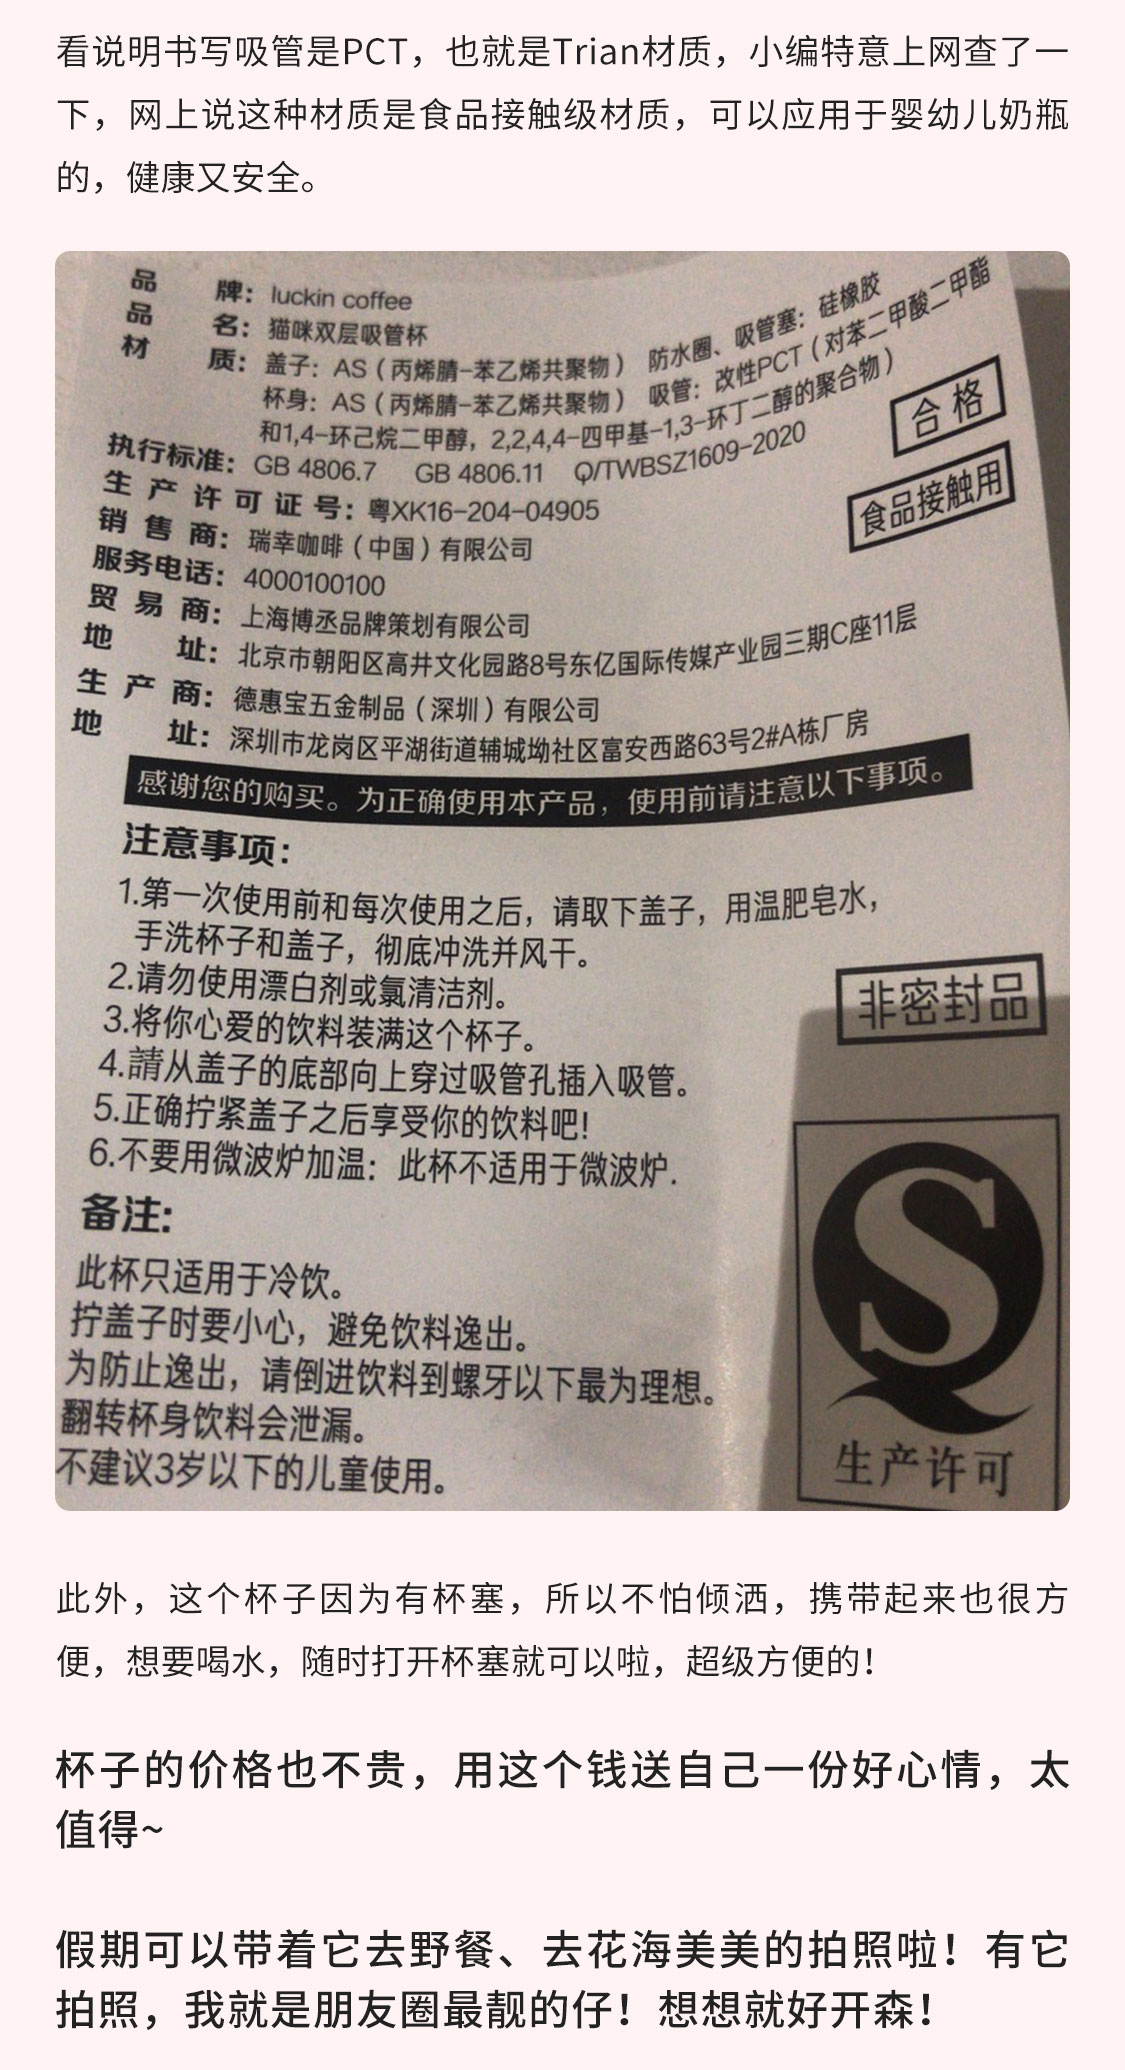 看说明书写吸管是PCT，也就是Trian材质，小编特意上网查了一
下，网上说这种材质是食品接触级材质，可以应用于婴幼儿奶瓶
的，健康又安全。
品 牌：luckin coffee
品 名：猫咪双层吸管杯
材 质：盖子：AS（丙烯腈-苯乙烯共聚物） 防水圈、吸管塞：硅橡胶
杯身：AS（丙烯腈-苯乙烯共聚物） 吸管：改性PCT（对苯二甲酸二甲酯
和1,4-环己烷二甲醇，2,2,4,4-四甲基-1,3-环丁二醇的聚合物）
执行标准：GB 4806.7 GB 4806.11 Q/TWBSZ1609-2020
合格
生产许可证号：粤XK16-204-04905
食品接触用
销售商：瑞幸咖啡（中国）有限公司
服务电话：4000100100
贸易商：上海博丞品牌策划有限公司
地 址：北京市朝阳区高井文化园路8号东亿国际传媒产业园三期C座11层
生产商：德惠宝五金制品（深圳）有限公司
地 址：深圳市龙岗区平湖街道辅城坳社区富安西路63号2#A栋厂房
感谢您的购买。为正确使用本产品，使用前请注意以下事项。
注意事项：
1.第一次使用前和每次使用之后，请取下盖子，用温肥皂水，
手洗杯子和盖子，彻底冲洗并风干。
2.请勿使用漂白剂或氯清洁剂。
3.将你心爱的饮料装满这个杯子。
4.請从盖子的底部向上穿过吸管孔插入吸管。
5.正确拧紧盖子之后享受你的饮料吧！
6.不要用微波炉加温：此杯不适用于微波炉.
非密封品
备注:
此杯只适用于冷饮。
拧盖子时要小心，避免饮料逸出。
为防止逸出，请倒进饮料到螺牙以下最为理想。
翻转杯身饮料会泄漏。
不建议3岁以下的儿童使用。
生产许可
此外，这个杯子因为有杯塞，所以不怕倾洒，携带起来也很方
便，想要喝水，随时打开杯塞就可以啦，超级方便的！
杯子的价格也不贵，用这个钱送自己一份好心情，太
值得~
假期可以带着它去野餐、去花海美美的拍照啦！有它
拍照，我就是朋友圈最靓的仔！想想就好开森！